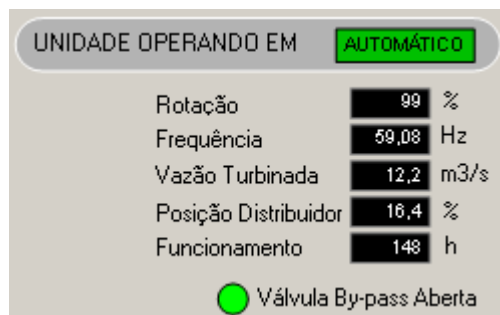 UNIDADE OPERANDO EM AUTOMÁTICO
Rotação 99 %
Frequência 59,08 Hz
Vazão Turbinada 12,2 m3/s
Posição Distribuidor 16,4 %
Funcionamento 148 h
Válvula By-pass Aberta